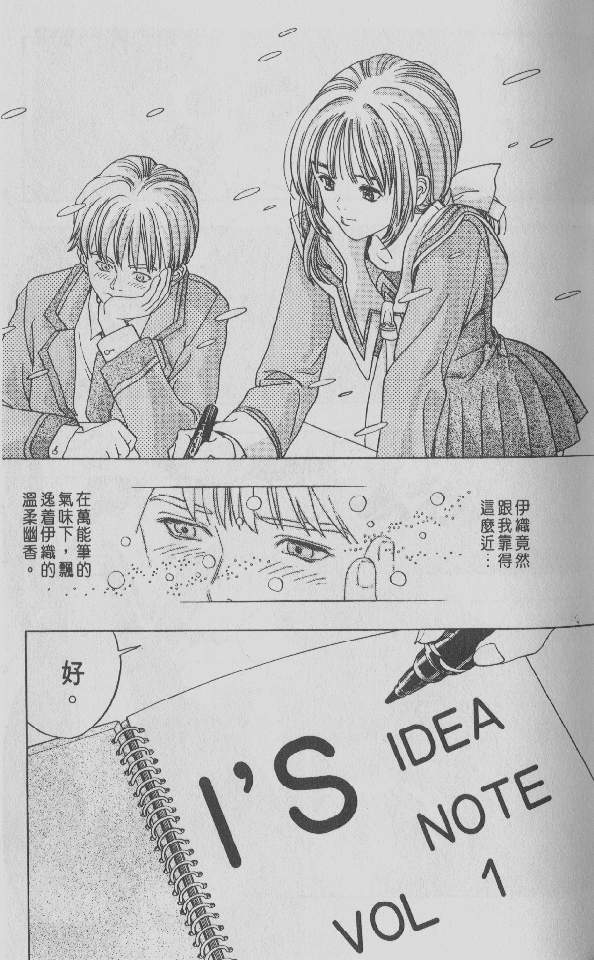 伊織竟然
跟我靠得
這麼近…
在萬能筆的
氣味下，飄
逸着伊織的
溫柔幽香。
好。
I'S
IDEA
NOTE
VOL 1